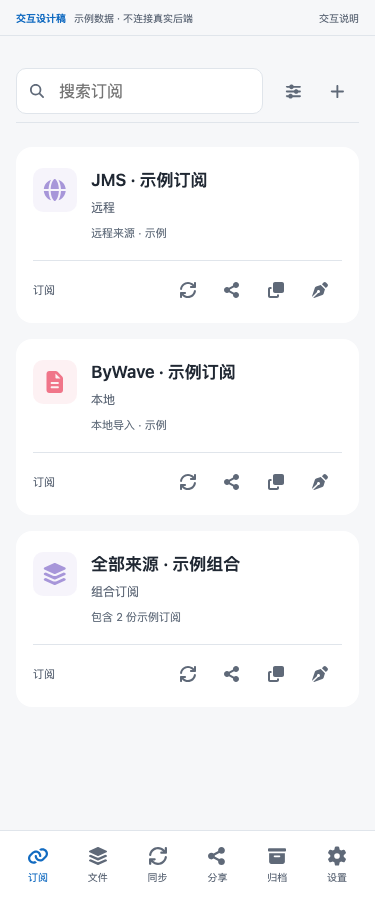 交互设计稿 示例数据 · 不连接真实后端 交互说明
搜索订阅
JMS · 示例订阅
远程
远程来源 · 示例
订阅
ByWave · 示例订阅
本地
本地导入 · 示例
订阅
全部来源 · 示例组合
组合订阅
包含 2 份示例订阅
订阅
订阅 文件 同步 分享 归档 设置